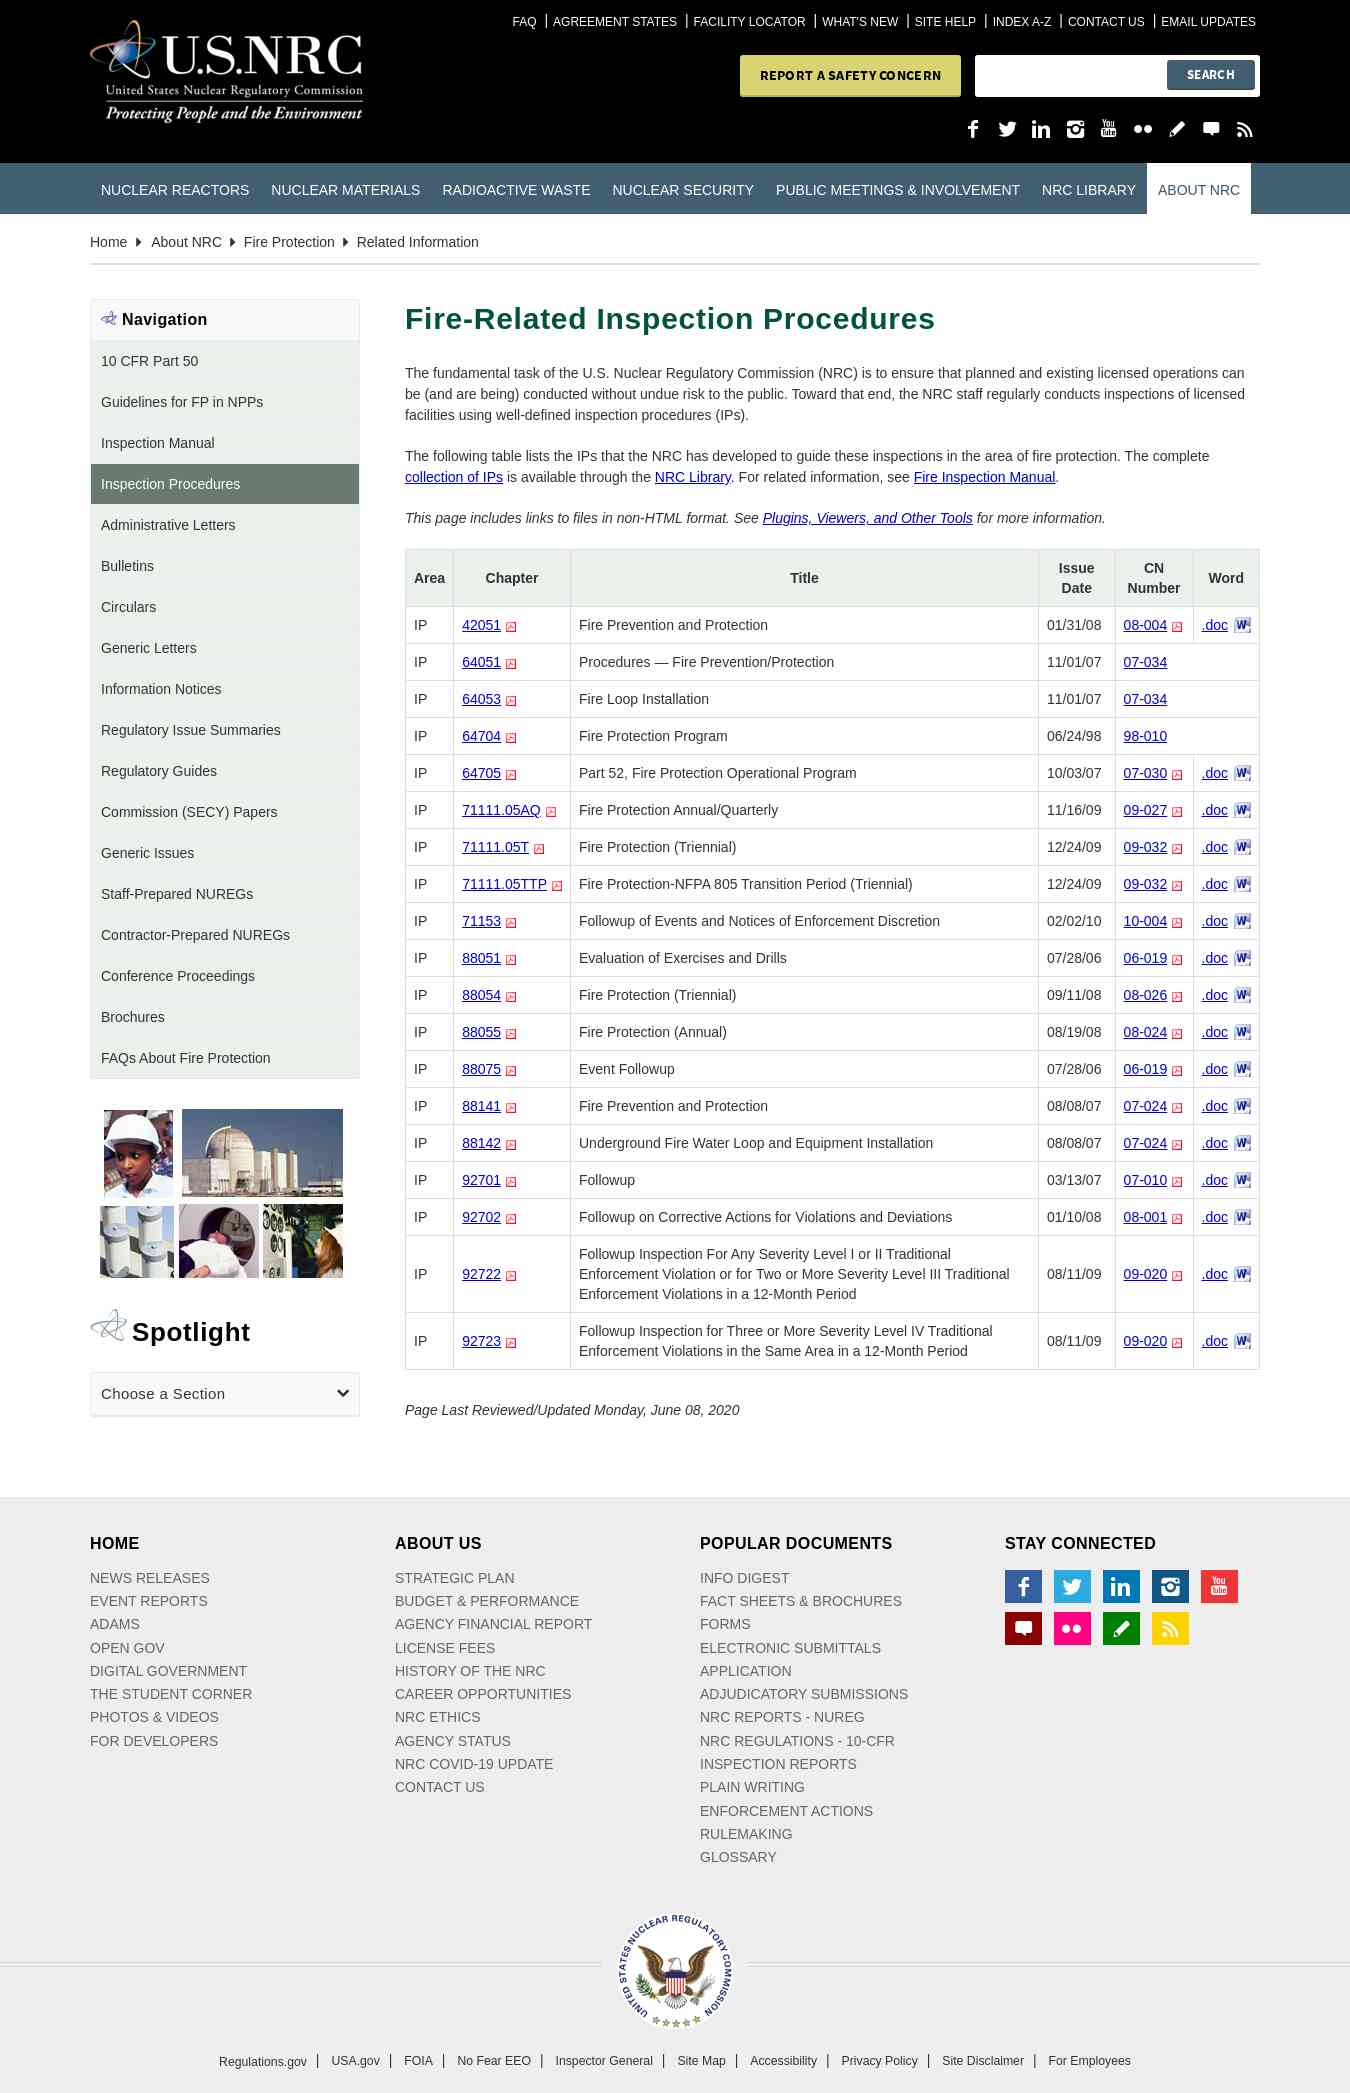 FAQ | AGREEMENT STATES | FACILITY LOCATOR | WHAT'S NEW | SITE HELP | INDEX A-Z | CONTACT US | EMAIL UPDATES
U.S.NRC
United States Nuclear Regulatory Commission
Protecting People and the Environment
REPORT A SAFETY CONCERN
SEARCH
You Tube
NUCLEAR REACTORS NUCLEAR MATERIALS RADIOACTIVE WASTE NUCLEAR SECURITY PUBLIC MEETINGS & INVOLVEMENT NRC LIBRARY ABOUT NRC
Home About NRC Fire Protection Related Information
Navigation
10 CFR Part 50
Guidelines for FP in NPPs
Inspection Manual
Inspection Procedures
Administrative Letters
Bulletins
Circulars
Generic Letters
Information Notices
Regulatory Issue Summaries
Regulatory Guides
Commission (SECY) Papers
Generic Issues
Staff-Prepared NUREGs
Contractor-Prepared NUREGs
Conference Proceedings
Brochures
FAQs About Fire Protection
Spotlight
Choose a Section
Fire-Related Inspection Procedures
The fundamental task of the U.S. Nuclear Regulatory Commission (NRC) is to ensure that planned and existing licensed operations can
be (and are being) conducted without undue risk to the public. Toward that end, the NRC staff regularly conducts inspections of licensed
facilities using well-defined inspection procedures (IPs).
The following table lists the IPs that the NRC has developed to guide these inspections in the area of fire protection. The complete
collection of IPs is available through the NRC Library. For related information, see Fire Inspection Manual.
This page includes links to files in non-HTML format. See Plugins, Viewers, and Other Tools for more information.
Area Chapter Title Issue Date CN Number Word
IP 42051 Fire Prevention and Protection 01/31/08 08-004 .doc
IP 64051 Procedures — Fire Prevention/Protection 11/01/07 07-034
IP 64053 Fire Loop Installation 11/01/07 07-034
IP 64704 Fire Protection Program 06/24/98 98-010
IP 64705 Part 52, Fire Protection Operational Program 10/03/07 07-030 .doc
IP 71111.05AQ Fire Protection Annual/Quarterly 11/16/09 09-027 .doc
IP 71111.05T Fire Protection (Triennial) 12/24/09 09-032 .doc
IP 71111.05TTP Fire Protection-NFPA 805 Transition Period (Triennial) 12/24/09 09-032 .doc
IP 71153 Followup of Events and Notices of Enforcement Discretion 02/02/10 10-004 .doc
IP 88051 Evaluation of Exercises and Drills 07/28/06 06-019 .doc
IP 88054 Fire Protection (Triennial) 09/11/08 08-026 .doc
IP 88055 Fire Protection (Annual) 08/19/08 08-024 .doc
IP 88075 Event Followup 07/28/06 06-019 .doc
IP 88141 Fire Prevention and Protection 08/08/07 07-024 .doc
IP 88142 Underground Fire Water Loop and Equipment Installation 08/08/07 07-024 .doc
IP 92701 Followup 03/13/07 07-010 .doc
IP 92702 Followup on Corrective Actions for Violations and Deviations 01/10/08 08-001 .doc
Followup Inspection For Any Severity Level I or II Traditional
IP 92722 Enforcement Violation or for Two or More Severity Level III Traditional 08/11/09 09-020 .doc
Enforcement Violations in a 12-Month Period
IP 92723 Followup Inspection for Three or More Severity Level IV Traditional 08/11/09 09-020 .doc
Enforcement Violations in the Same Area in a 12-Month Period
Page Last Reviewed/Updated Monday, June 08, 2020
HOME
NEWS RELEASES
EVENT REPORTS
ADAMS
OPEN GOV
DIGITAL GOVERNMENT
THE STUDENT CORNER
PHOTOS & VIDEOS
FOR DEVELOPERS
ABOUT US
STRATEGIC PLAN
BUDGET & PERFORMANCE
AGENCY FINANCIAL REPORT
LICENSE FEES
HISTORY OF THE NRC
CAREER OPPORTUNITIES
NRC ETHICS
AGENCY STATUS
NRC COVID-19 UPDATE
CONTACT US
POPULAR DOCUMENTS
INFO DIGEST
FACT SHEETS & BROCHURES
FORMS
ELECTRONIC SUBMITTALS
APPLICATION
ADJUDICATORY SUBMISSIONS
NRC REPORTS - NUREG
NRC REGULATIONS - 10-CFR
INSPECTION REPORTS
PLAIN WRITING
ENFORCEMENT ACTIONS
RULEMAKING
GLOSSARY
STAY CONNECTED
You Tube
UNITED STATES NUCLEAR REGULATORY COMMISSION
Regulations.gov | USA.gov | FOIA | No Fear EEO | Inspector General | Site Map | Accessibility | Privacy Policy | Site Disclaimer | For Employees